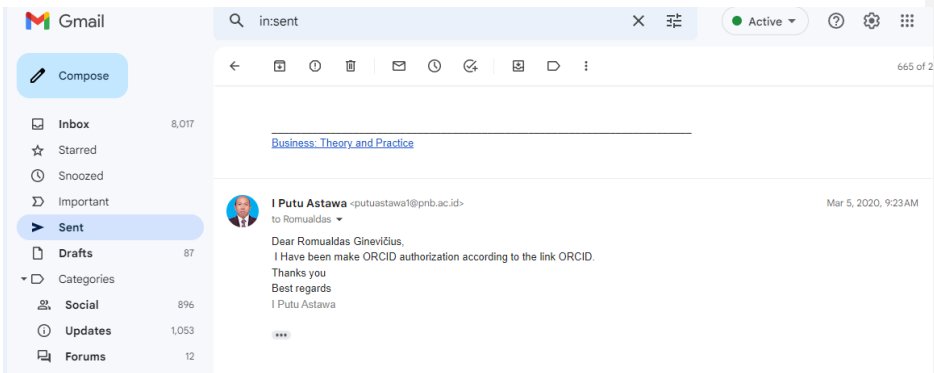 Gmail
in:sent
Active
665 of 2
Compose
Inbox 8,017
Starred
Snoozed
Important
Sent
Drafts 87
Categories
Social 896
Updates 1,053
Forums 12
Business: Theory and Practice
I Putu Astawa <putuastawa1@pnb.ac.id> Mar 5, 2020, 9:23 AM
to Romualdas
Dear Romualdas Ginevičius,
I Have been make ORCID authorization according to the link ORCID.
Thanks you
Best regards
I Putu Astawa